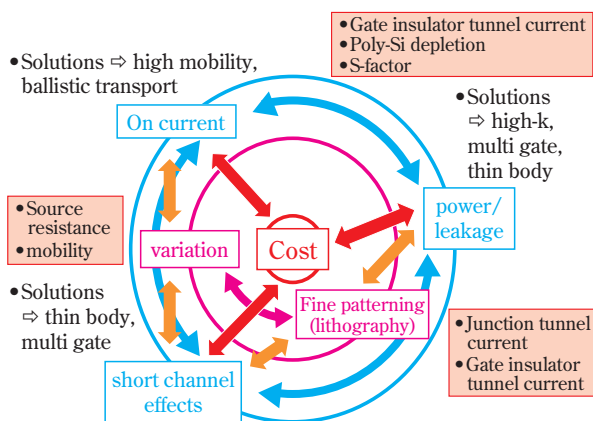 •Gate insulator tunnel current
•Poly-Si depletion
•S-factor
•Solutions ⇨ high mobility,
ballistic transport
On current
•Solutions
⇨ high-k,
multi gate,
thin body
•Source
resistance
•mobility
variation
Cost
power/
leakage
•Solutions
⇨ thin body,
multi gate
Fine patterning
(lithography)
•Junction tunnel
current
•Gate insulator
tunnel current
short channel
effects